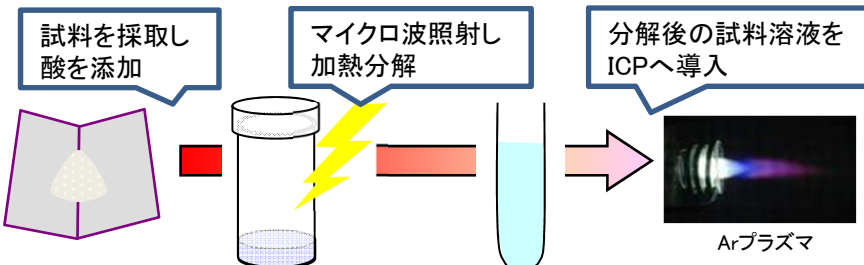 試料を採取し
酸を添加
マイクロ波照射し
加熱分解
分解後の試料溶液を
ICPへ導入
Arプラズマ